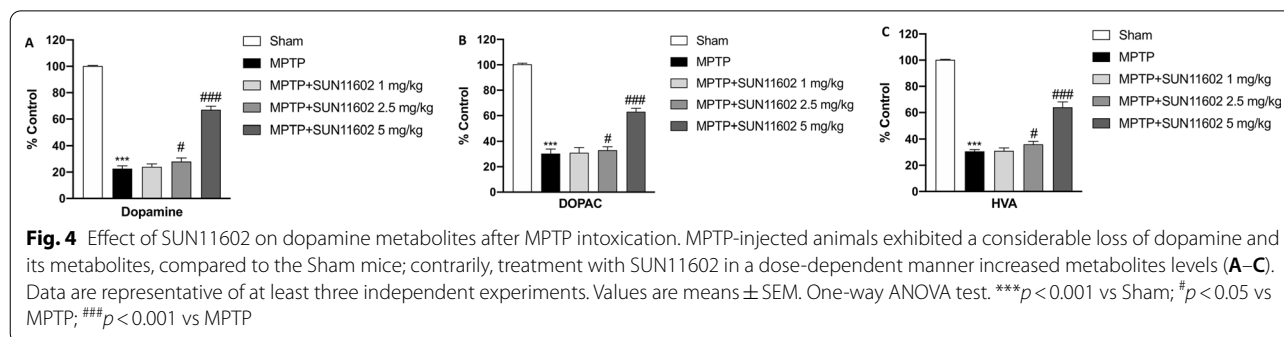 A
120
100
80
60
40
20
0
% Control
***
#
###
Dopamine
Sham
MPTP
MPTP+SUN11602 1 mg/kg
MPTP+SUN11602 2.5 mg/kg
MPTP+SUN11602 5 mg/kg
B
120
100
80
60
40
20
0
% Control
***
#
###
DOPAC
Sham
MPTP
MPTP+SUN11602 1 mg/kg
MPTP+SUN11602 2.5 mg/kg
MPTP+SUN11602 5 mg/kg
C
120
100
80
60
40
20
0
% Control
***
#
###
HVA
Sham
MPTP
MPTP+SUN11602 1 mg/kg
MPTP+SUN11602 2.5 mg/kg
MPTP+SUN11602 5 mg/kg
Fig. 4 Effect of SUN11602 on dopamine metabolites after MPTP intoxication. MPTP-injected animals exhibited a considerable loss of dopamine and
its metabolites, compared to the Sham mice; contrarily, treatment with SUN11602 in a dose-dependent manner increased metabolites levels (A–C).
Data are representative of at least three independent experiments. Values are means ± SEM. One-way ANOVA test. ***p < 0.001 vs Sham; #p < 0.05 vs
MPTP; ###p < 0.001 vs MPTP